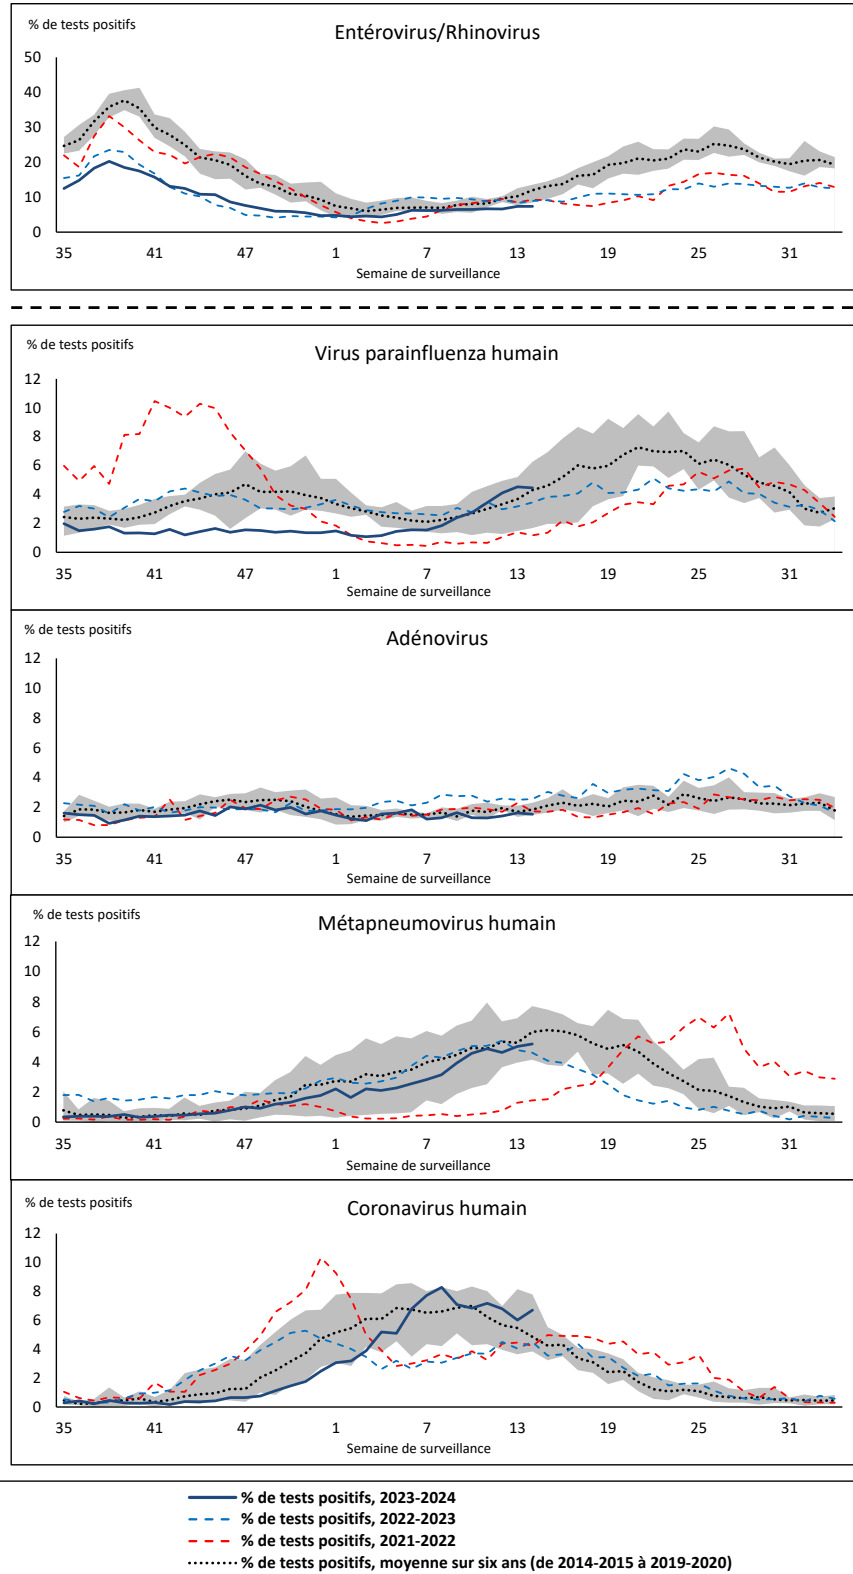 % de tests positifs
Entérovirus/Rhinovirus
50
40
30
20
10
0
35 41 47 1 7 13 19 25 31
Semaine de surveillance
% de tests positifs
Virus parainfluenza humain
12
10
8
6
4
2
0
35 41 47 1 7 13 19 25 31
Semaine de surveillance
% de tests positifs
Adénovirus
12
10
8
6
4
2
0
35 41 47 1 7 13 19 25 31
Semaine de surveillance
% de tests positifs
Métapneumovirus humain
12
10
8
6
4
2
0
35 41 47 1 7 13 19 25 31
Semaine de surveillance
% de tests positifs
Coronavirus humain
12
10
8
6
4
2
0
35 41 47 1 7 13 19 25 31
Semaine de surveillance
% de tests positifs, 2023-2024
% de tests positifs, 2022-2023
% de tests positifs, 2021-2022
% de tests positifs, moyenne sur six ans (de 2014-2015 à 2019-2020)